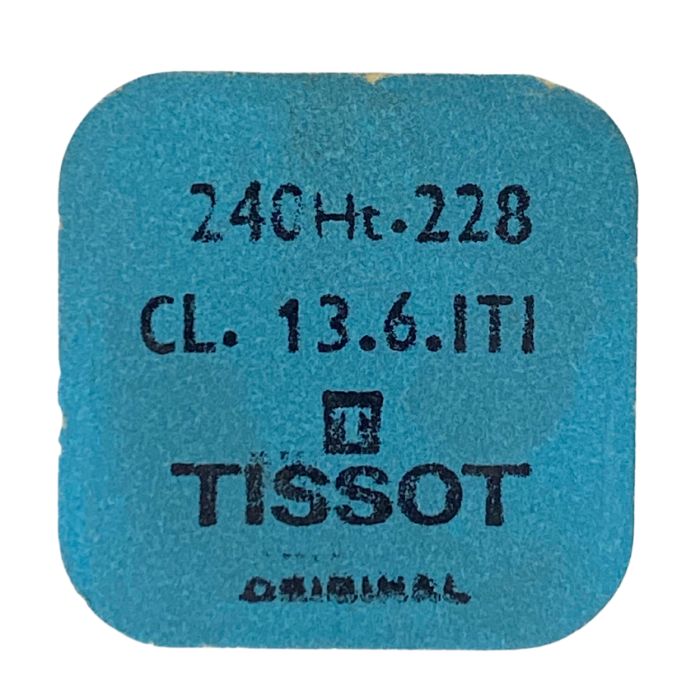 240Ht.228
CL. 13.6.ITI
T
TISSOT
ORIGINAL